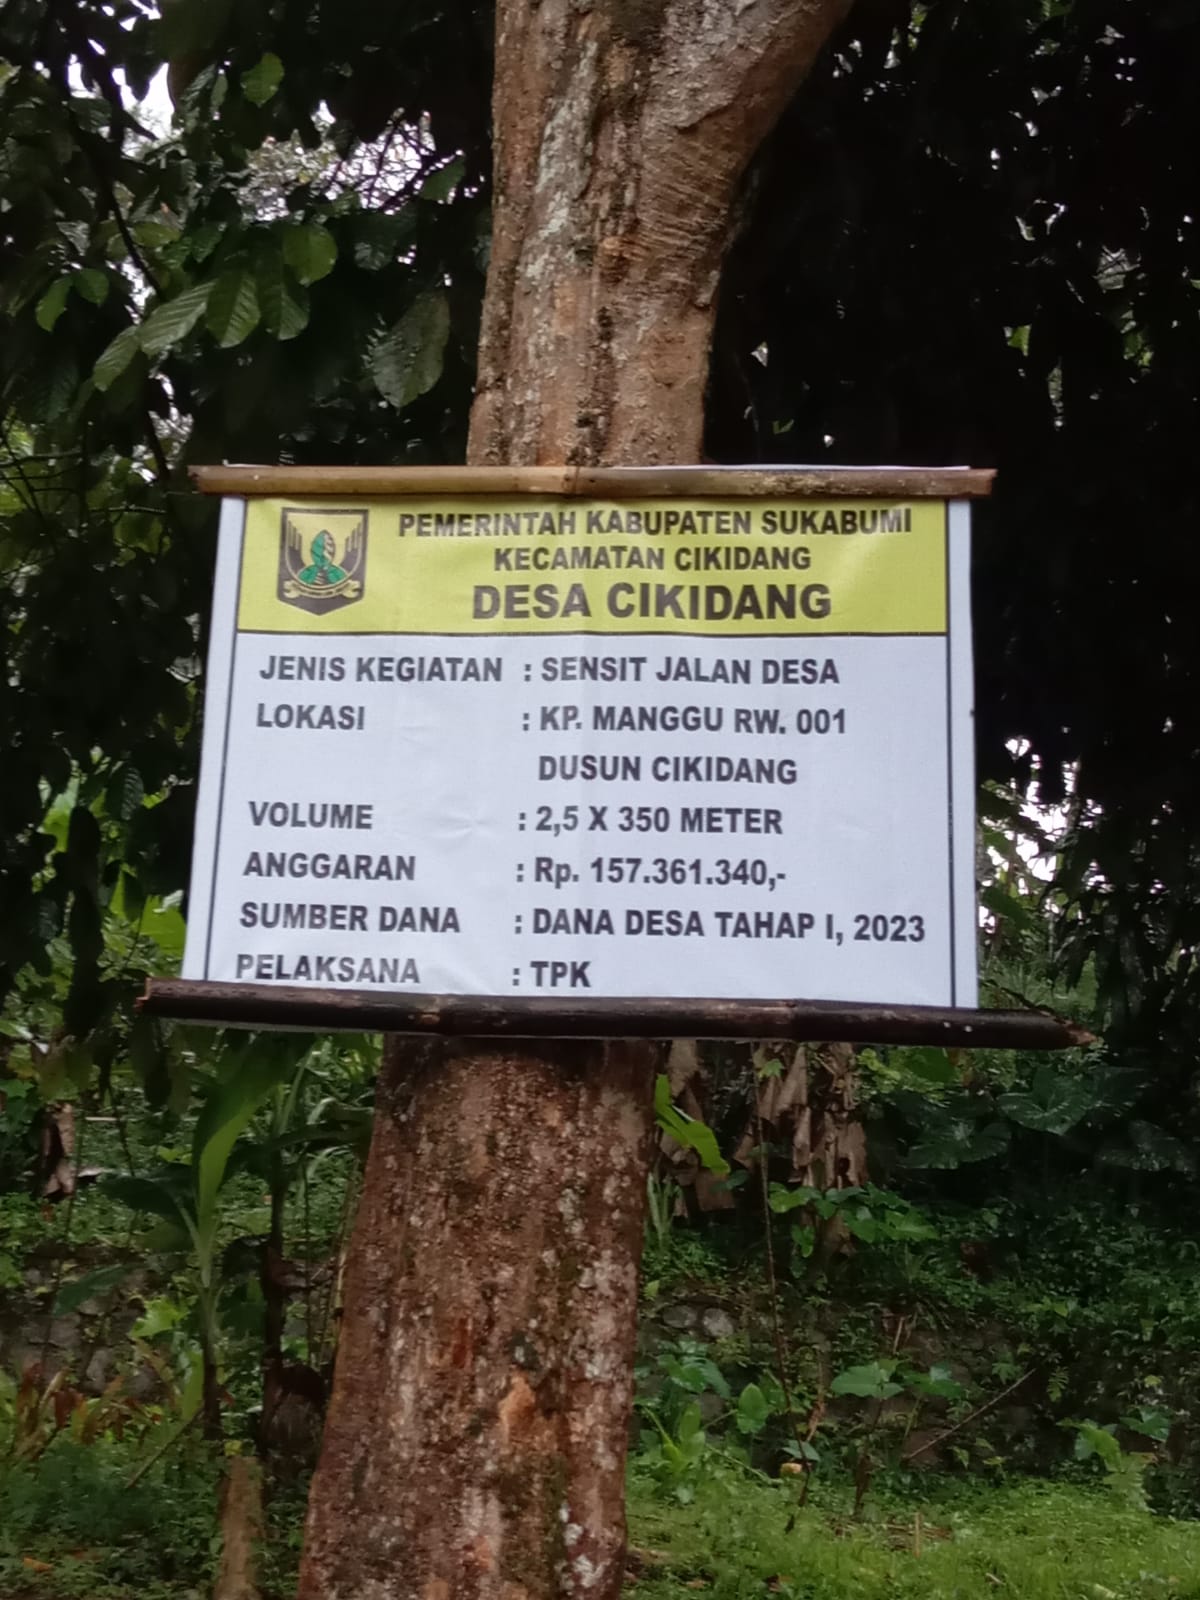 PEMERINTAH KABUPATEN SUKABUMI
KECAMATAN CIKIDANG
DESA CIKIDANG
JENIS KEGIATAN : SENSIT JALAN DESA
LOKASI : KP. MANGGU RW. 001
DUSUN CIKIDANG
VOLUME : 2,5 X 350 METER
ANGGARAN : Rp. 157.361.340,-
SUMBER DANA : DANA DESA TAHAP I, 2023
PELAKSANA : TPK